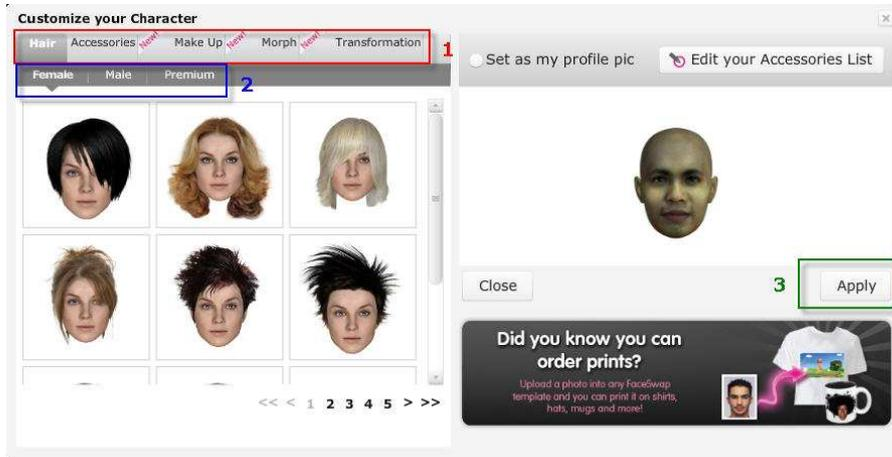 Customize your Character
Hair Accessories New! Make Up New! Morph New! Transformation 1
Female Male Premium 2
<< < 1 2 3 4 5 > >>
Set as my profile pic Edit your Accessories List
Close 3 Apply
Did you know you can
order prints?
Upload a photo into any FaceSwap
template and you can print it on shirts,
hats, mugs and more!